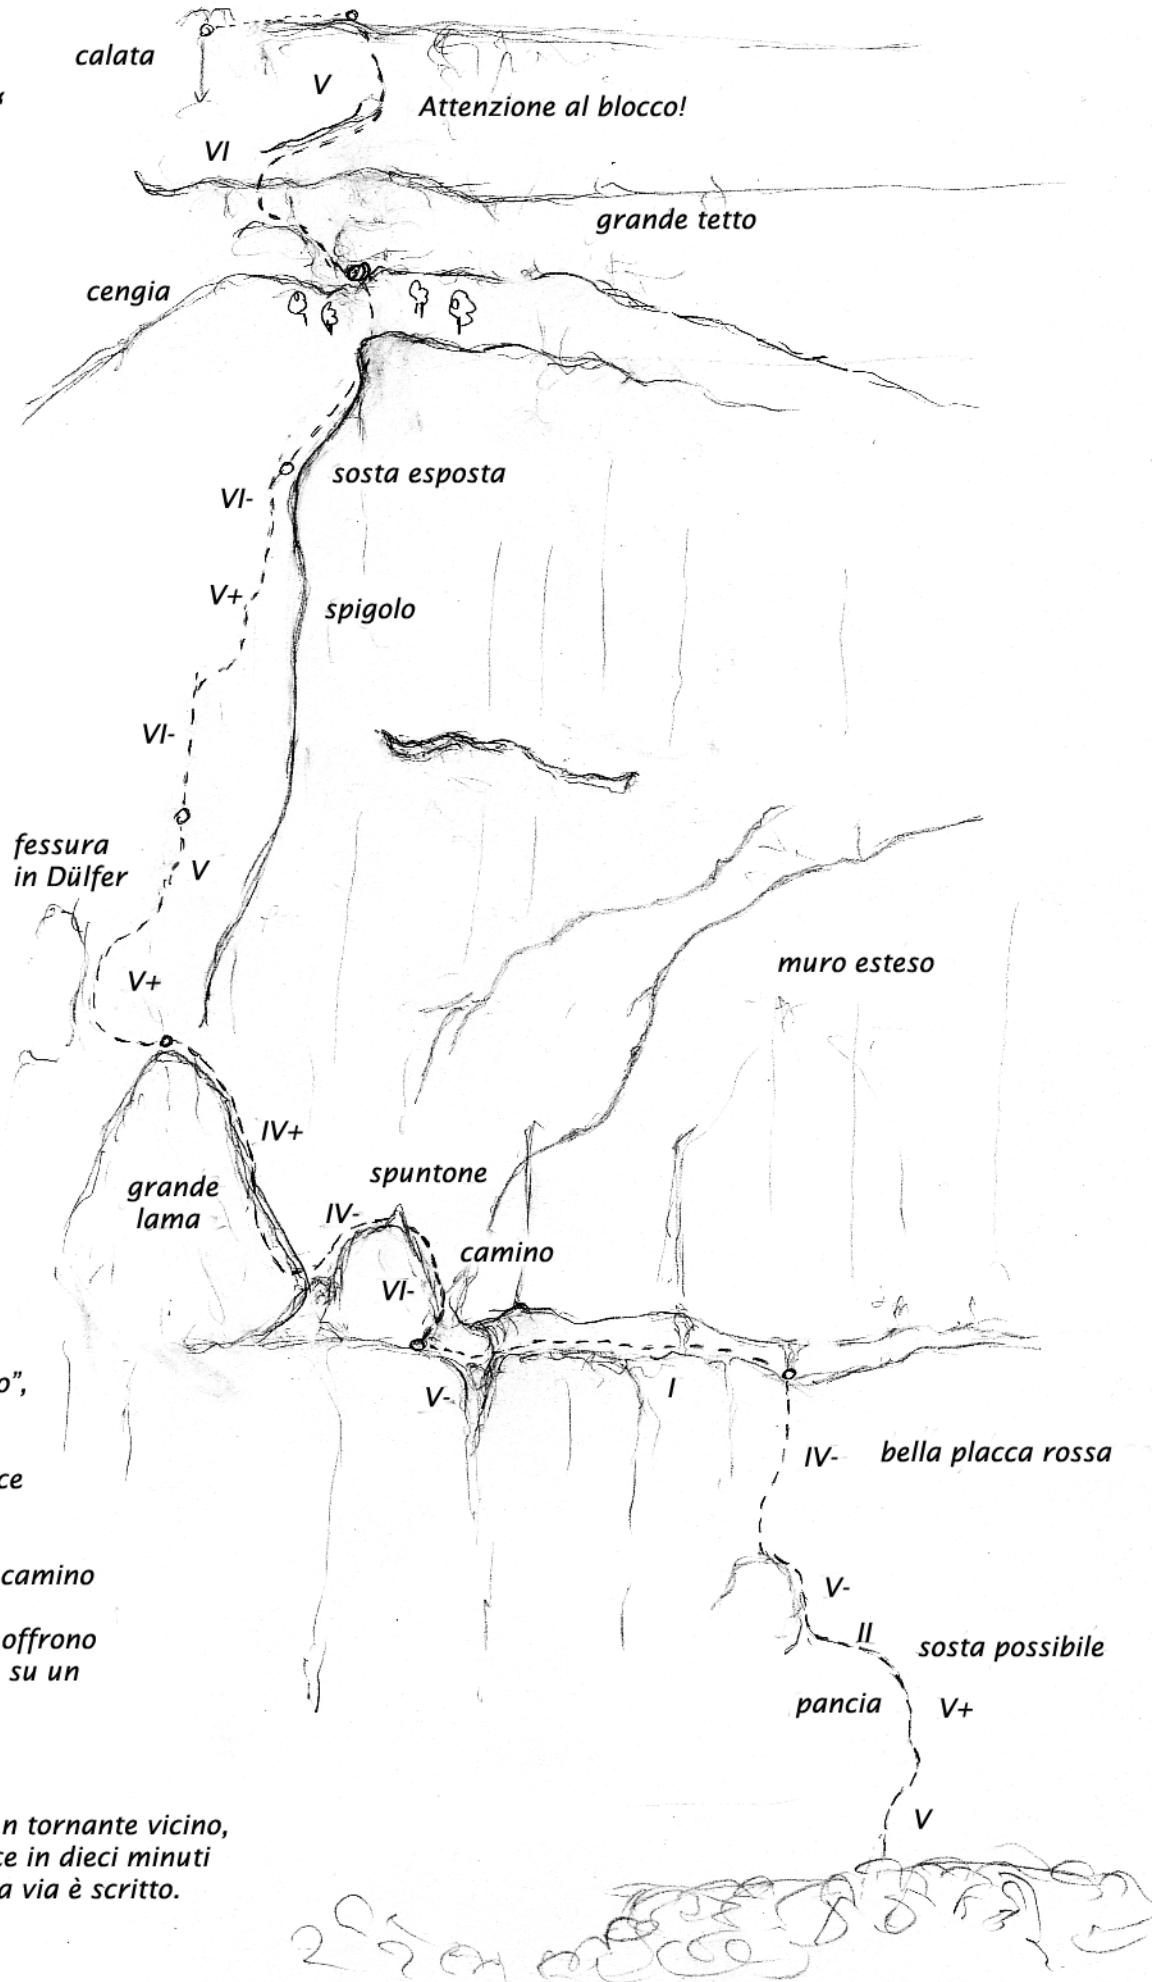 calata
V
Attenzione al blocco!
VI
grande tetto
cengia
sosta esposta
VI-
V+
spigolo
VI-
fessura
in Dülfer
V
muro esteso
V+
IV+
spuntone
grande
lama
IV-
camino
VI-
o”,
V-
I
IV-
bella placca rossa
ce
camino
V-
II
offrono
sosta possibile
su un
pancia
V+
n tornante vicino,
V
ce in dieci minuti
a via è scritto.